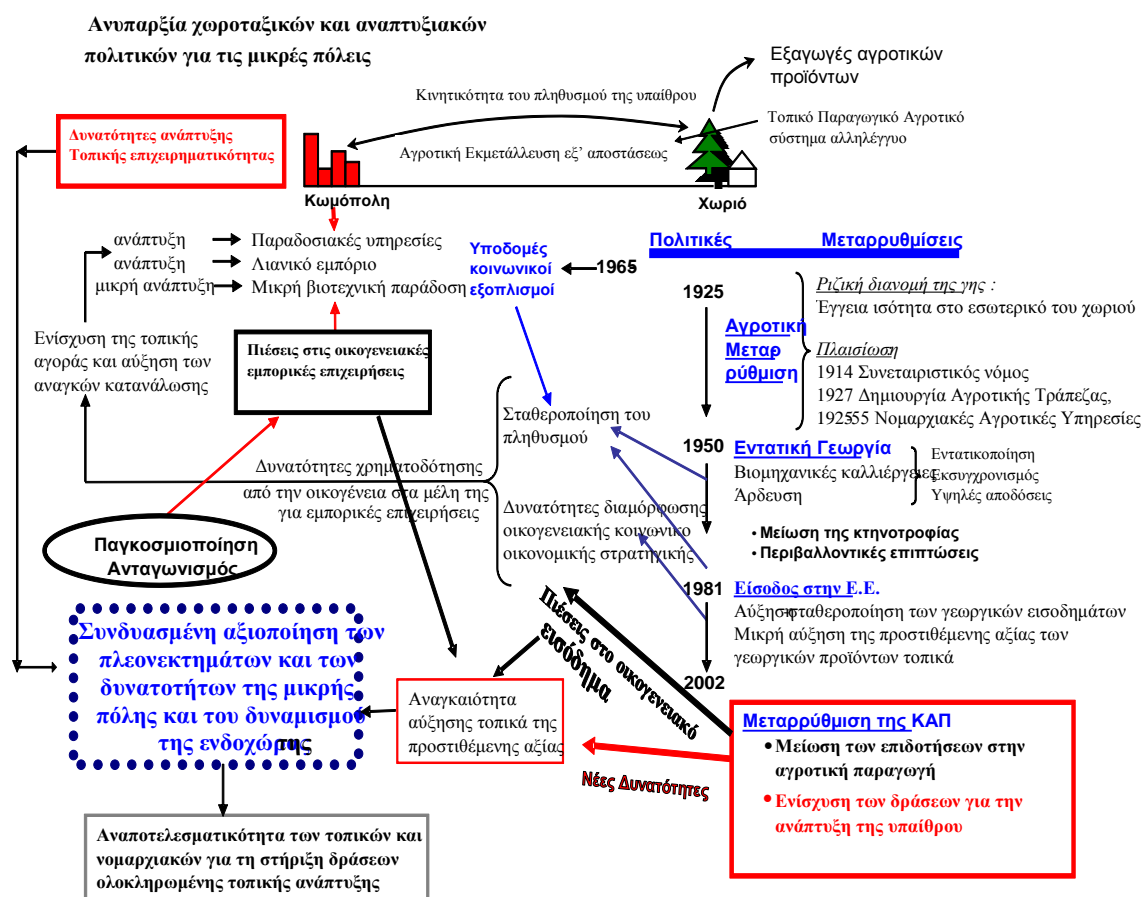 Ανυπαρξία χωροταξικών και αναπτυξιακών
πολιτικών για τις μικρές πόλεις
Εξαγωγές αγροτικών
προϊόντων
Κινητικότητα του πληθυσμού της υπαίθρου
Τοπικό Παραγωγικό Αγροτικό
σύστημα αλληλέγγυο
Δυνατότητες ανάπτυξης
Τοπικής επιχειρηματικότητας
Αγροτική Εκμετάλλευση εξ’ αποστάσεως
Κωμόπολη
Χωριό
ανάπτυξη
Παραδοσιακές υπηρεσίες
ανάπτυξη
Λιανικό εμπόριο
μικρή ανάπτυξη
Μικρή βιοτεχνική παράδοση
Υποδομές
κοινωνικοί
εξοπλισμοί
1965
Πολιτικές
Μεταρρυθμίσεις
1925
Αγροτική
Μεταρ
ρύθμιση
Ριζική διανομή της γης :
Έγγεια ισότητα στο εσωτερικό του χωριού
Πλαισίωση
1914 Συνεταιριστικός νόμος
1927 Δημιουργία Αγροτικής Τράπεζας,
1925-55 Νομαρχιακές Αγροτικές Υπηρεσίες
Ενίσχυση της τοπικής
αγοράς και αύξηση των
αναγκών κατανάλωσης
Πιέσεις στις οικογενειακές
εμπορικές επιχειρήσεις
Σταθεροποίηση του
πληθυσμού
Δυνατότητες χρηματοδότησης
από την οικογένεια στα μέλη της
για εμπορικές επιχειρήσεις
Δυνατότητες διαμόρφωσης
οικογενειακής κοινωνικο
οικονομικής στρατηγικής
1950
Εντατική Γεωργία
Βιομηχανικές καλλιέργειες
Άρδευση
Εντατικοποίηση
Εκσυγχρονισμός
Υψηλές αποδόσεις
• Μείωση της κτηνοτροφίας
• Περιβαλλοντικές επιπτώσεις
Παγκοσμιοποίηση
Ανταγωνισμός
1981
Είσοδος στην Ε.Ε.
Αύξηση-σταθεροποίηση των γεωργικών εισοδημάτων
Μικρή αύξηση της προστιθέμενης αξίας των
γεωργικών προϊόντων τοπικά
2002
Πιέσεις στο οικογενειακό
εισόδημα
Συνδυασμένη αξιοποίηση των
πλεονεκτημάτων και των
δυνατοτήτων της μικρής
πόλης και του δυναμισμού
της ενδοχώρας της
Αναγκαιότητα
αύξησης τοπικά της
προστιθέμενης αξίας
Νέες Δυνατότητες
Μεταρρύθμιση της ΚΑΠ
• Μείωση των επιδοτήσεων στην
αγροτική παραγωγή
• Ενίσχυση των δράσεων για την
ανάπτυξη της υπαίθρου
Αναποτελεσματικότητα των τοπικών και
νομαρχιακών για τη στήριξη δράσεων
ολοκληρωμένης τοπικής ανάπτυξης